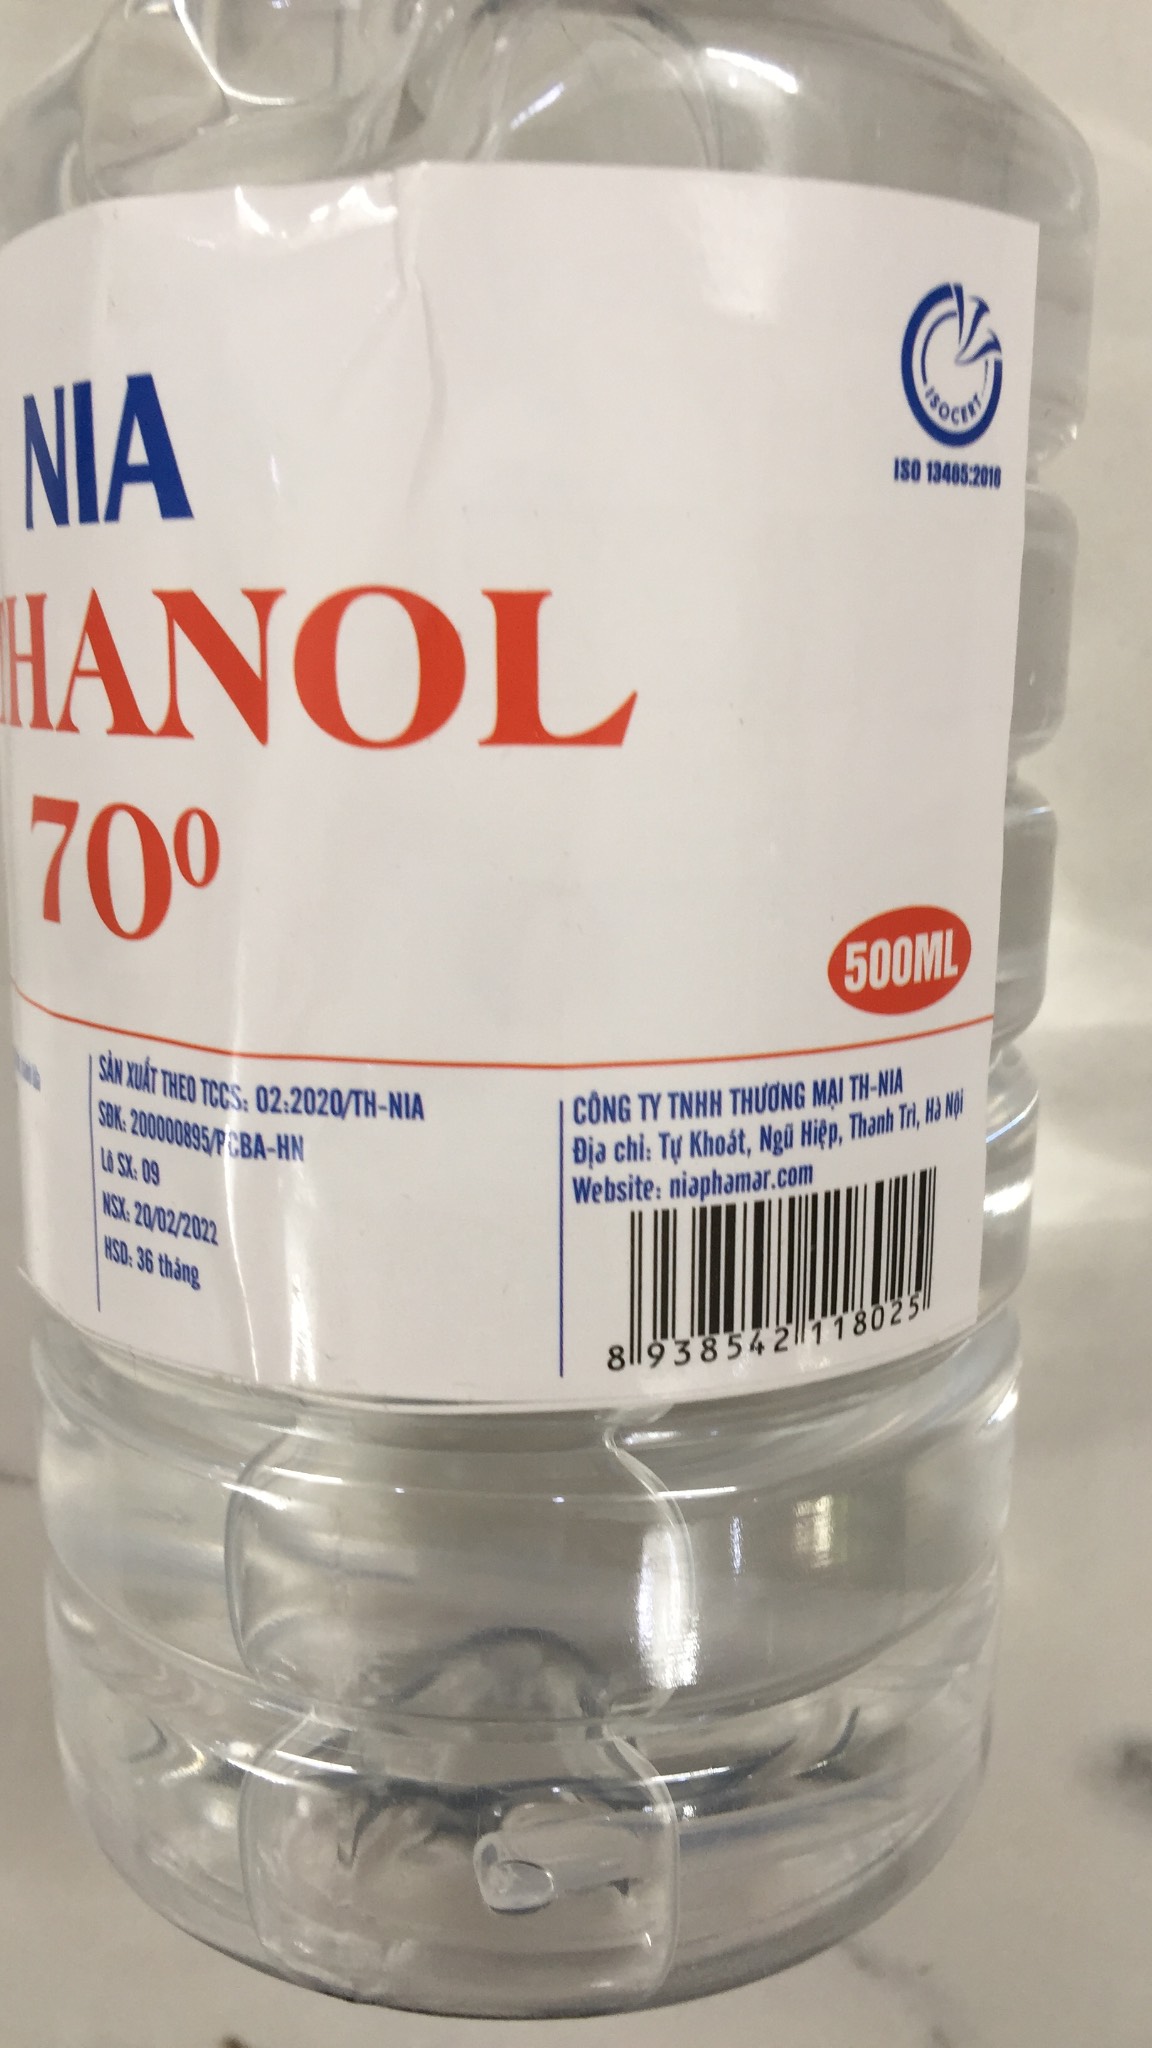 ISOCERT
ISO 13485:2016
NIA
THANOL
70⁰
500ML
SẢN XUẤT THEO TCCS: 02:2020/TH-NIA
SĐK: 200000895/PCBA-HN
Lô SX: 09
NSX: 20/02/2022
HSD: 36 tháng
CÔNG TY TNHH THƯƠNG MẠI TH-NIA
Địa chỉ: Tự Khoát, Ngũ Hiệp, Thanh Trì, Hà Nội
Website: niaphamar.com
8 938542 118025